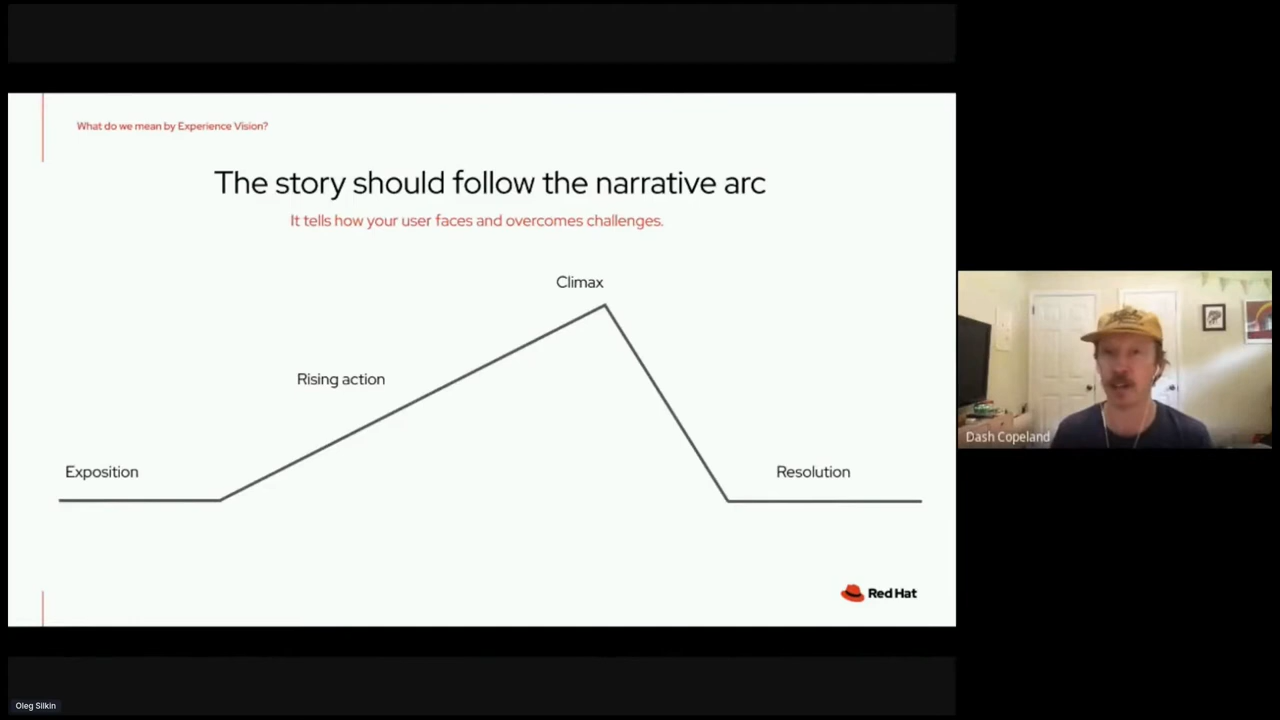 What do we mean by Experience Vision?
The story should follow the narrative arc
It tells how your user faces and overcomes challenges.
Climax
Rising action
Exposition
Resolution
Red Hat
Dash Copeland
Oleg Silkin